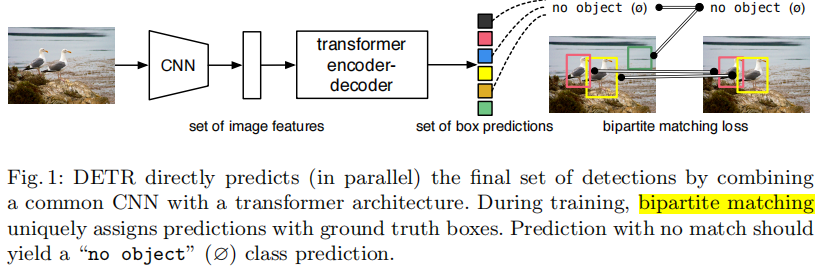 no object (ø) no object (ø)
CNN
transformer
encoder-
decoder
set of image features set of box predictions bipartite matching loss
Fig. 1: DETR directly predicts (in parallel) the final set of detections by combining
a common CNN with a transformer architecture. During training, bipartite matching
uniquely assigns predictions with ground truth boxes. Prediction with no match should
yield a “no object” (∅) class prediction.